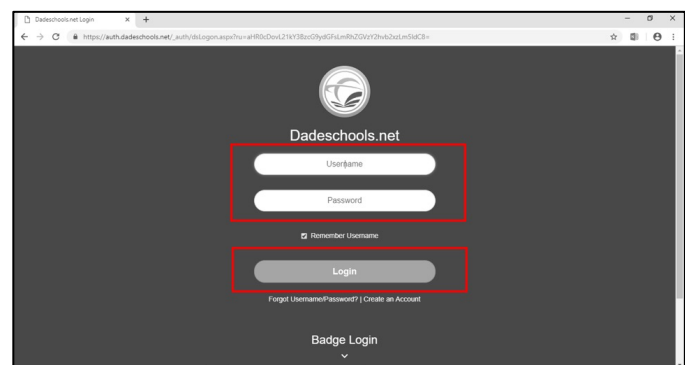 Dadeschools.net Login
https://auth.dadeschools.net/_auth/dsLogon.aspx?ru=
Dadeschools.net
Username
Password
Remember Username
Login
Forgot Username/Password? | Create an Account
Badge Login